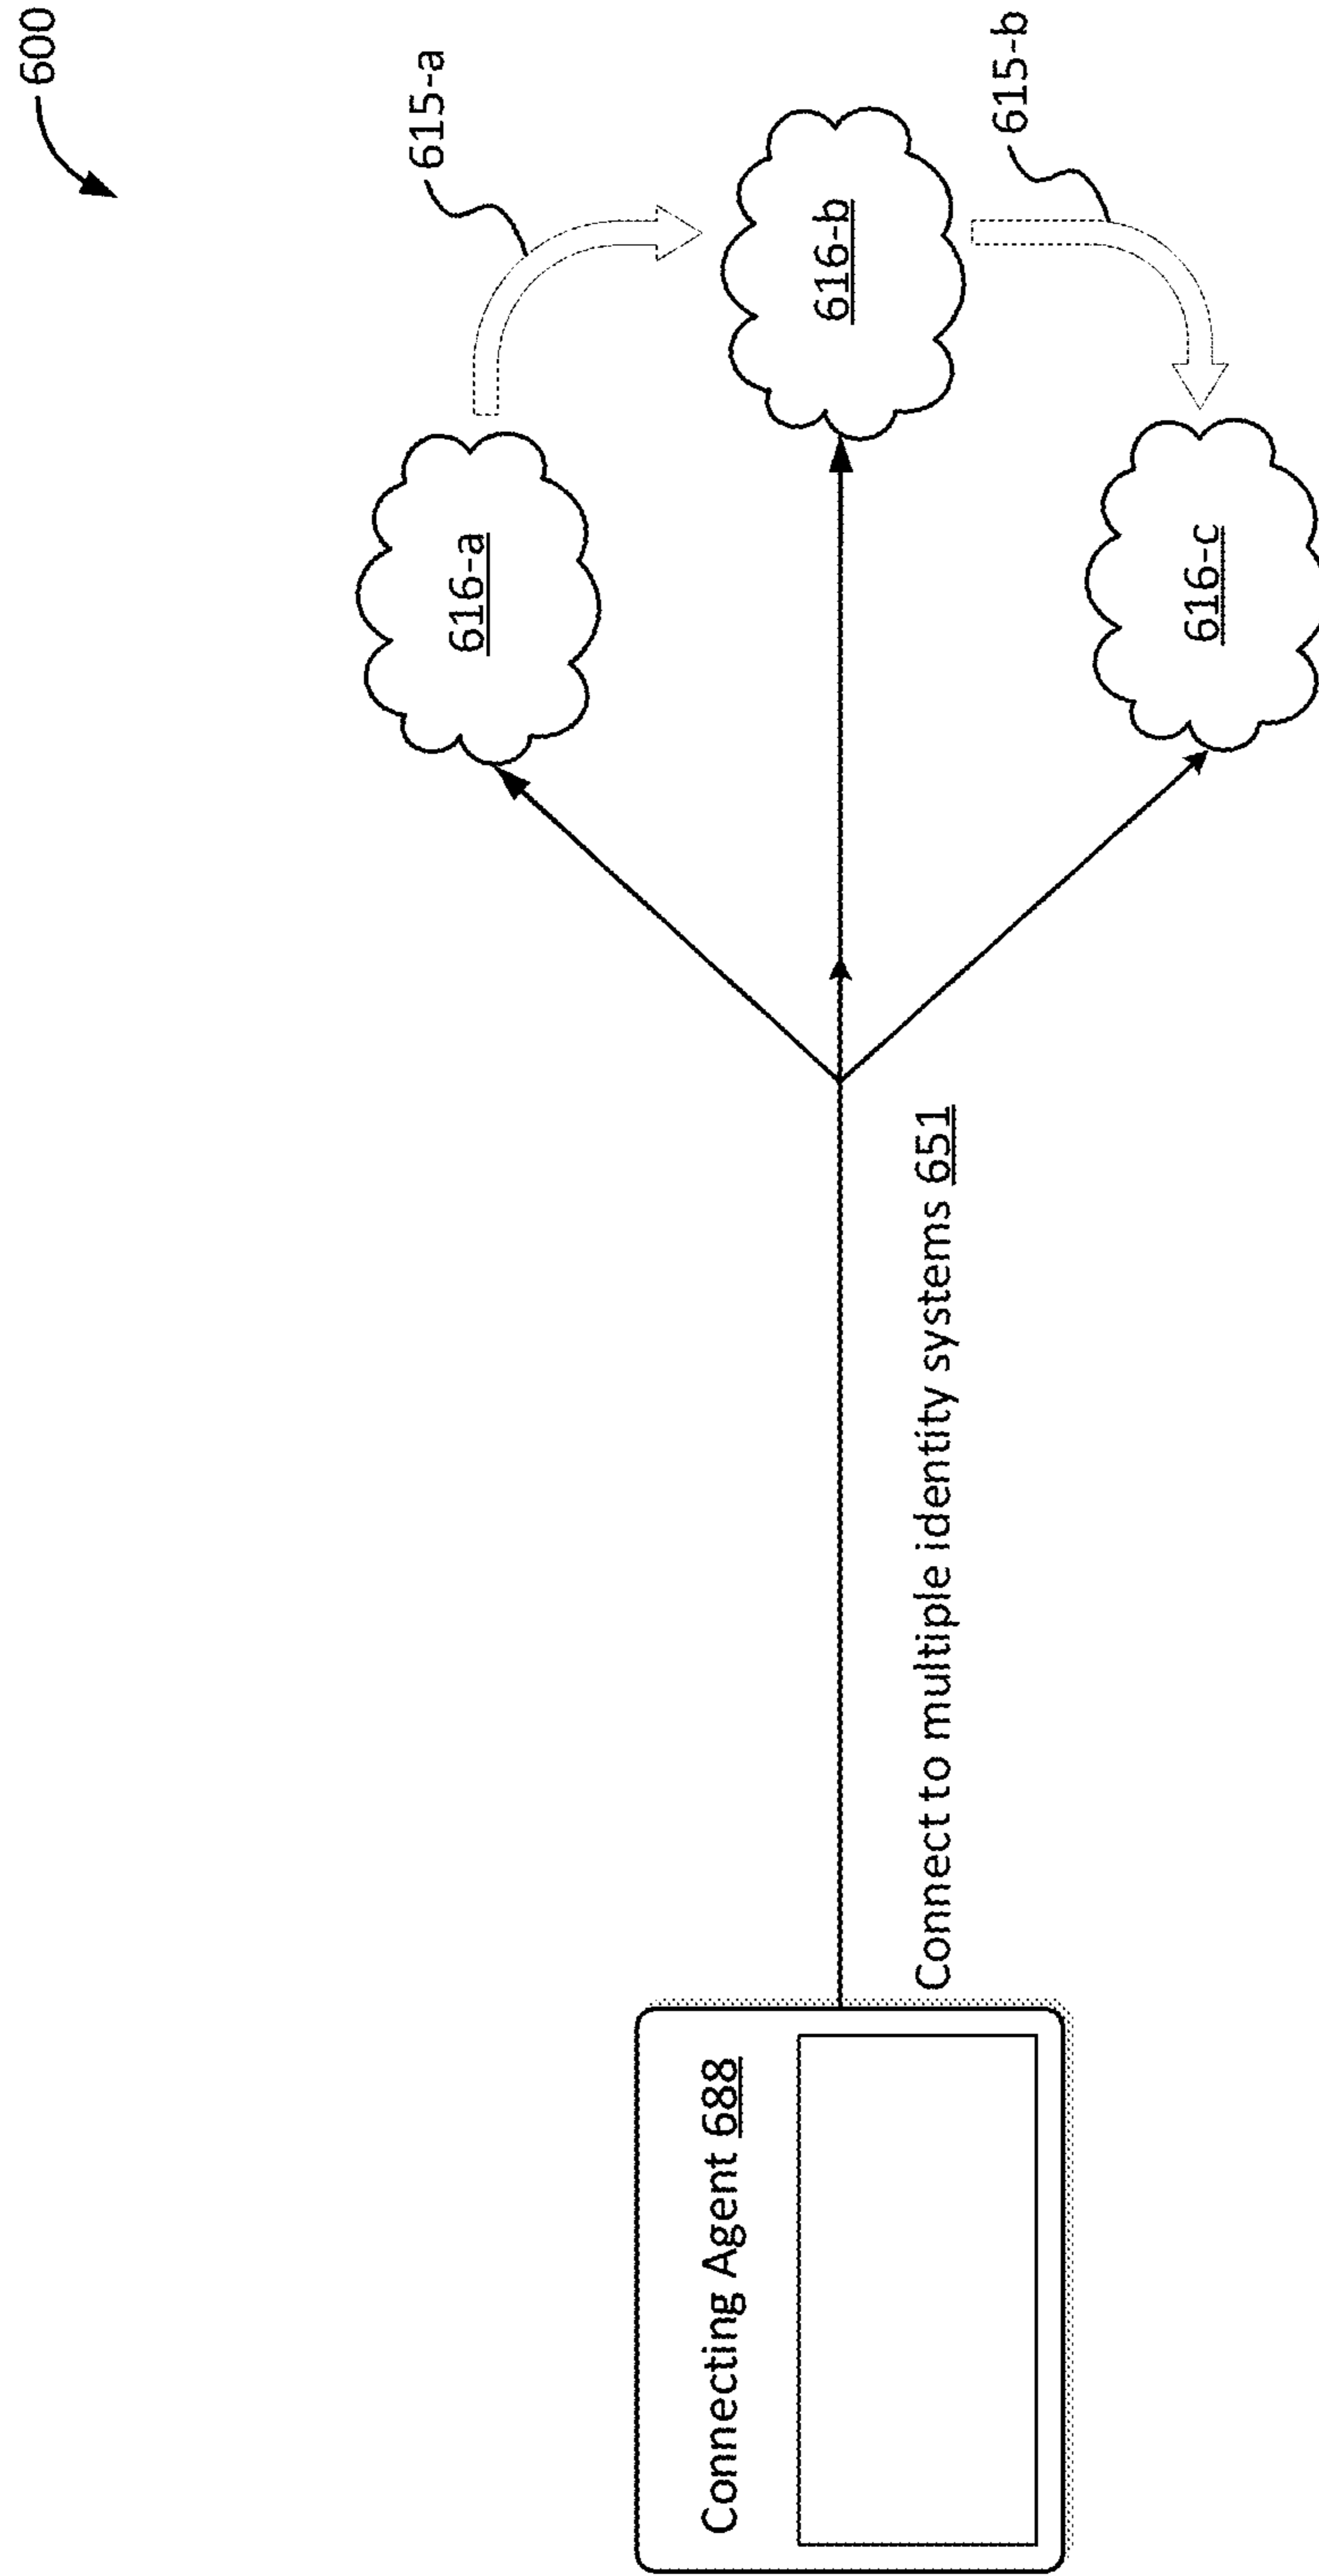 600
615-a
616-a
616-b
615-b
616-c
Connect to multiple identity systems 651
Connecting Agent 688